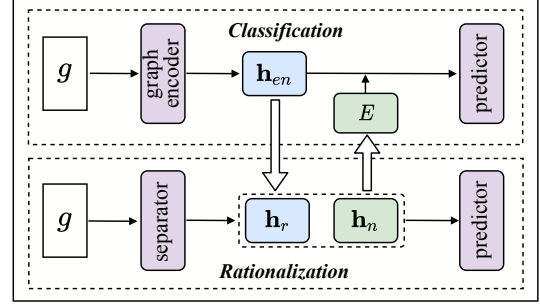 Classification
g
graph
encoder
h_en
E
predictor
g
separator
h_r
h_n
predictor
Rationalization